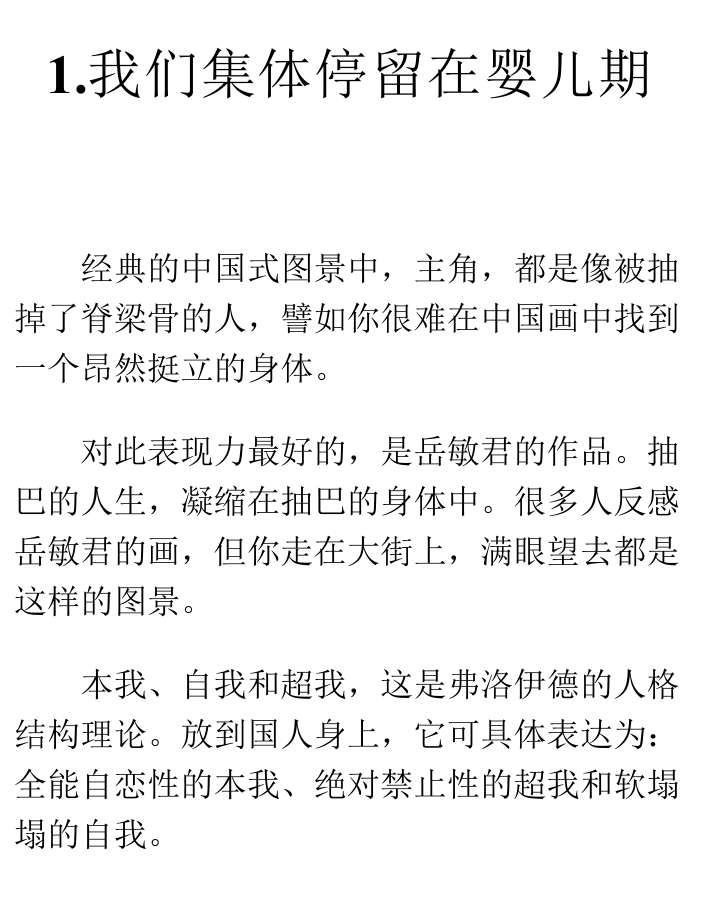 1.我们集体停留在婴儿期
经典的中国式图景中，主角，都是像被抽
掉了脊梁骨的人，譬如你很难在中国画中找到
一个昂然挺立的身体。
对此表现力最好的，是岳敏君的作品。抽
巴的人生，凝缩在抽巴的身体中。很多人反感
岳敏君的画，但你走在大街上，满眼望去都是
这样的图景。
本我、自我和超我，这是弗洛伊德的人格
结构理论。放到国人身上，它可具体表达为：
全能自恋性的本我、绝对禁止性的超我和软塌
塌的自我。